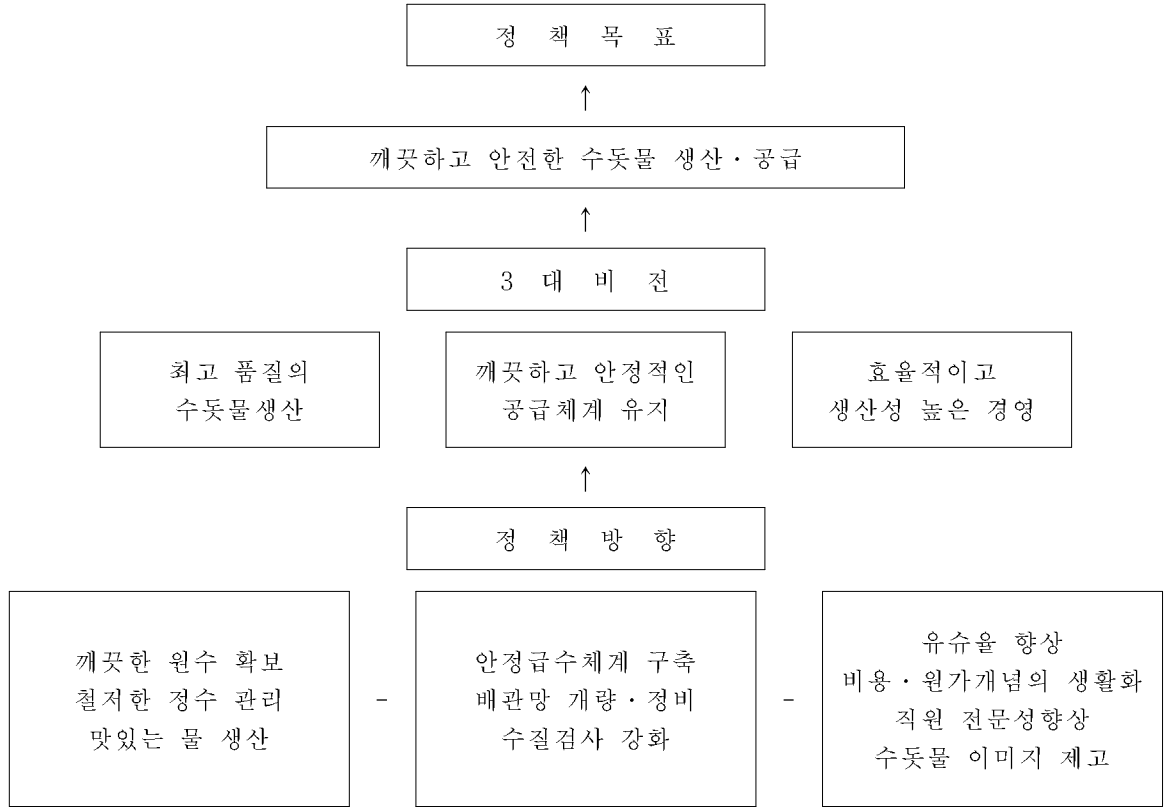 정 책 목 표
↑
깨끗하고 안전한 수돗물 생산·공급
↑
3 대 비 전
최고 품질의
수돗물생산
깨끗하고 안정적인
공급체계 유지
효율적이고
생산성 높은 경영
↑
정 책 방 향
깨끗한 원수 확보
철저한 정수 관리
맛있는 물 생산
-
안정급수체계 구축
배관망 개량·정비
수질검사 강화
-
유슈율 향상
비용·원가개념의 생활화
직원 전문성향상
수돗물 이미지 제고